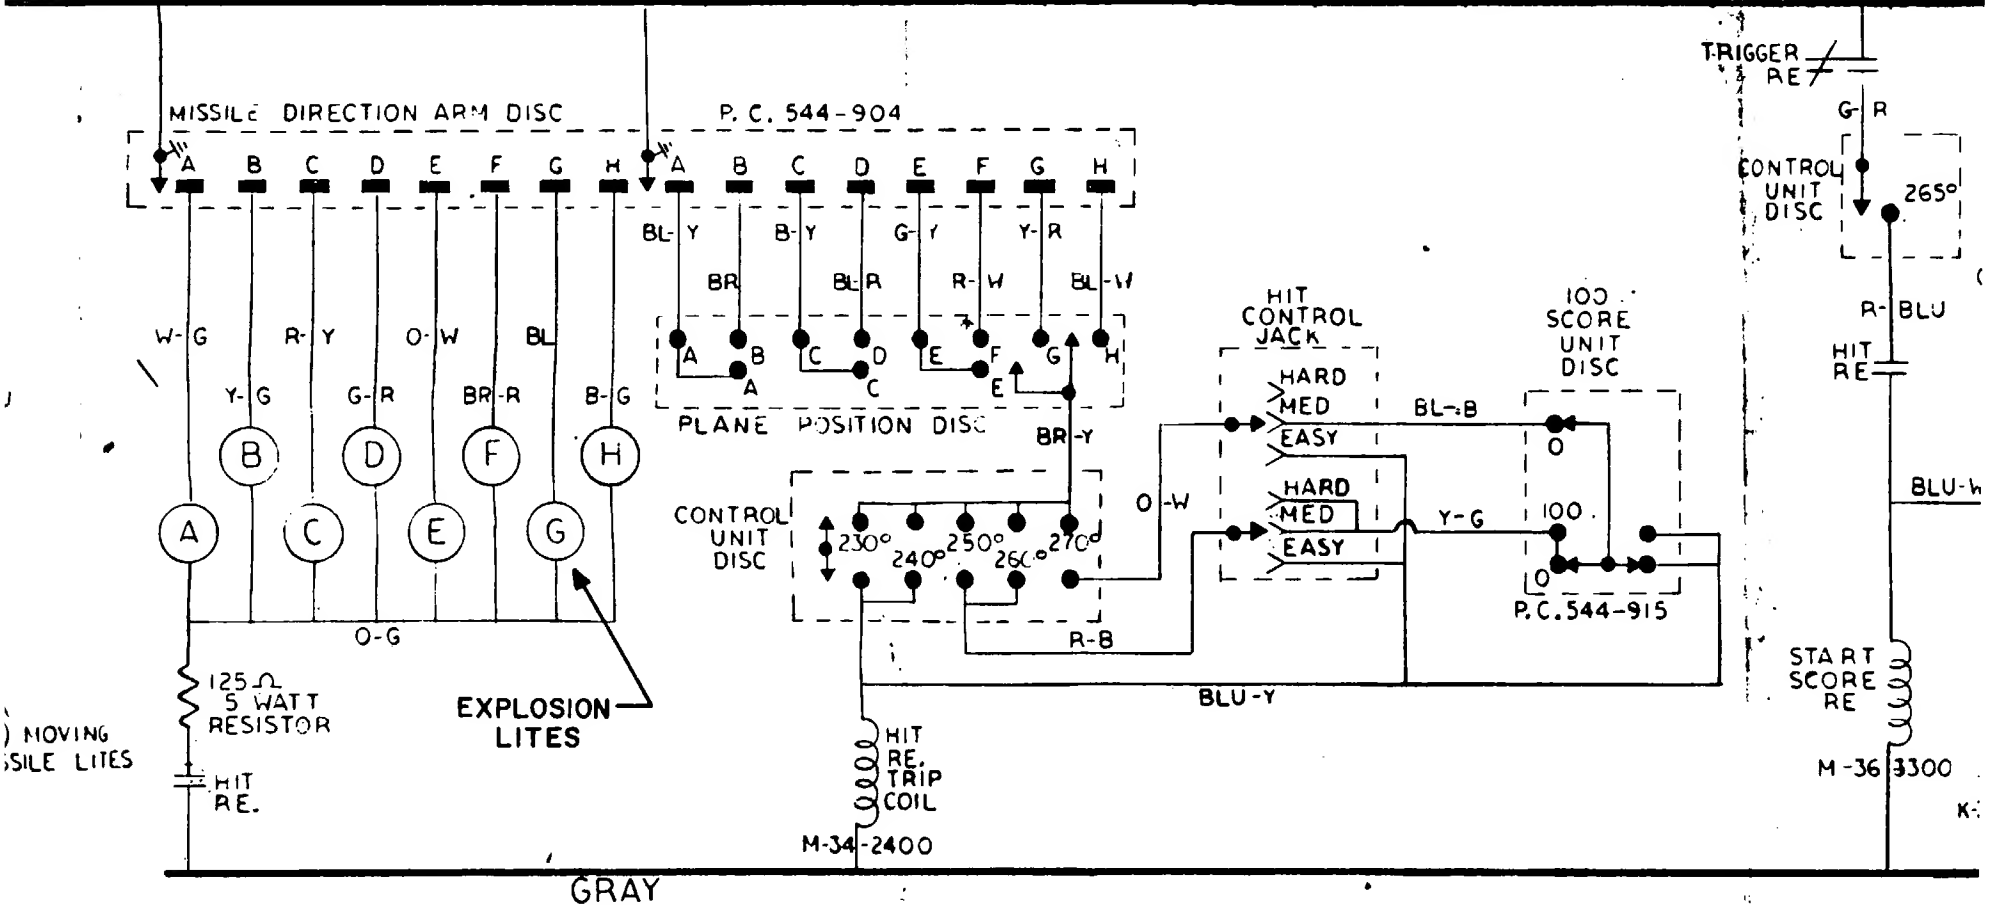 TRIGGER
RE
G-R
MISSILE DIRECTION ARM DISC
P.C. 544-904
A B C D E F G H
A B C D E F G H
CONTROL
UNIT
DISC
265°
BL-Y
B-Y
G-Y
Y-R
BR
BL-R
R-W
BL-W
HIT
CONTROL
JACK
100
SCORE
UNIT
DISC
R-BLU
W-G
R-Y
O-W
BL
A B C D E F G H
A C E
HIT
RE
HARD
MED
EASY
BL-B
O
Y-G
G-R
BR-R
B-G
PLANE POSITION DISC
BR-Y
B D F H
A C E G
CONTROL
UNIT
DISC
230°
240°
250°
260°
270°
O-W
HARD
MED
EASY
Y-G
100
O
P.C.544-915
BLU-W
O-G
R-B
BLU-Y
125Ω
5 WATT
RESISTOR
EXPLOSION
LITES
MOVING
LITES
HIT
RE.
HIT
RE.
TRIP
COIL
M-34-2400
START
SCORE
RE
M-36-3300
GRAY